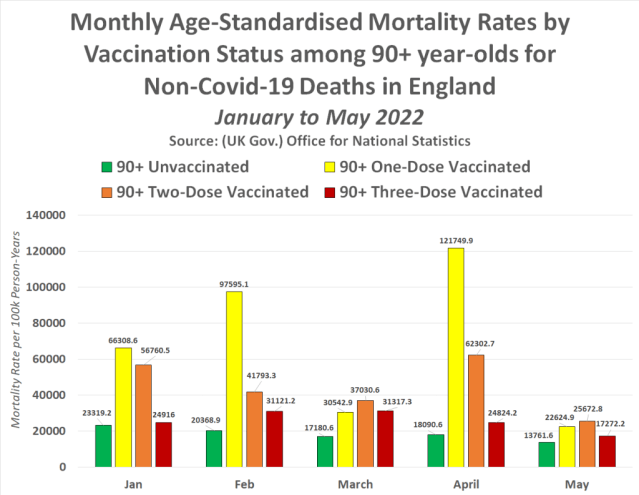 Monthly Age-Standardised Mortality Rates by
Vaccination Status among 90+ year-olds for
Non-Covid-19 Deaths in England
January to May 2022
Source: (UK Gov.) Office for National Statistics
90+ Unvaccinated
90+ One-Dose Vaccinated
90+ Two-Dose Vaccinated
90+ Three-Dose Vaccinated
Mortality Rate per 100k Person-Years
140000
120000
100000
80000
60000
40000
20000
0
23319.2
66308.6
56760.5
24916
20368.9
97595.1
41793.3
31121.2
17180.6
30542.9
37030.6
31317.3
18090.6
121749.9
62302.7
24824.2
13761.6
22624.9
25672.8
17272.2
Jan
Feb
March
April
May